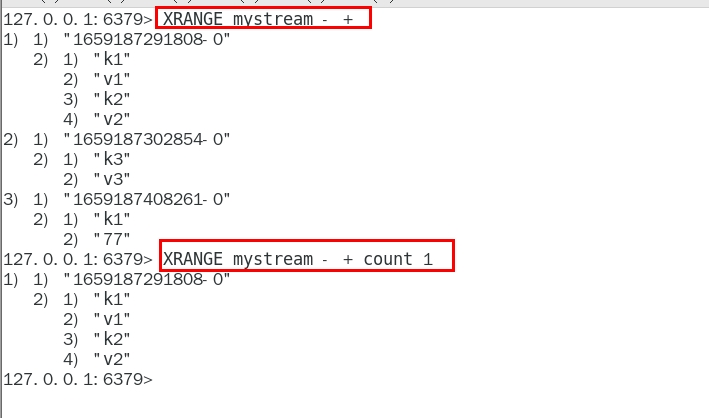 127.0.0.1:6379> XRANGE mystream - +
1) 1) "1659187291808-0"
   2) 1) "k1"
      2) "v1"
      3) "k2"
      4) "v2"
2) 1) "1659187302854-0"
   2) 1) "k3"
      2) "v3"
3) 1) "1659187408261-0"
   2) 1) "k1"
      2) "77"
127.0.0.1:6379> XRANGE mystream - + count 1
1) 1) "1659187291808-0"
   2) 1) "k1"
      2) "v1"
      3) "k2"
      4) "v2"
127.0.0.1:6379>